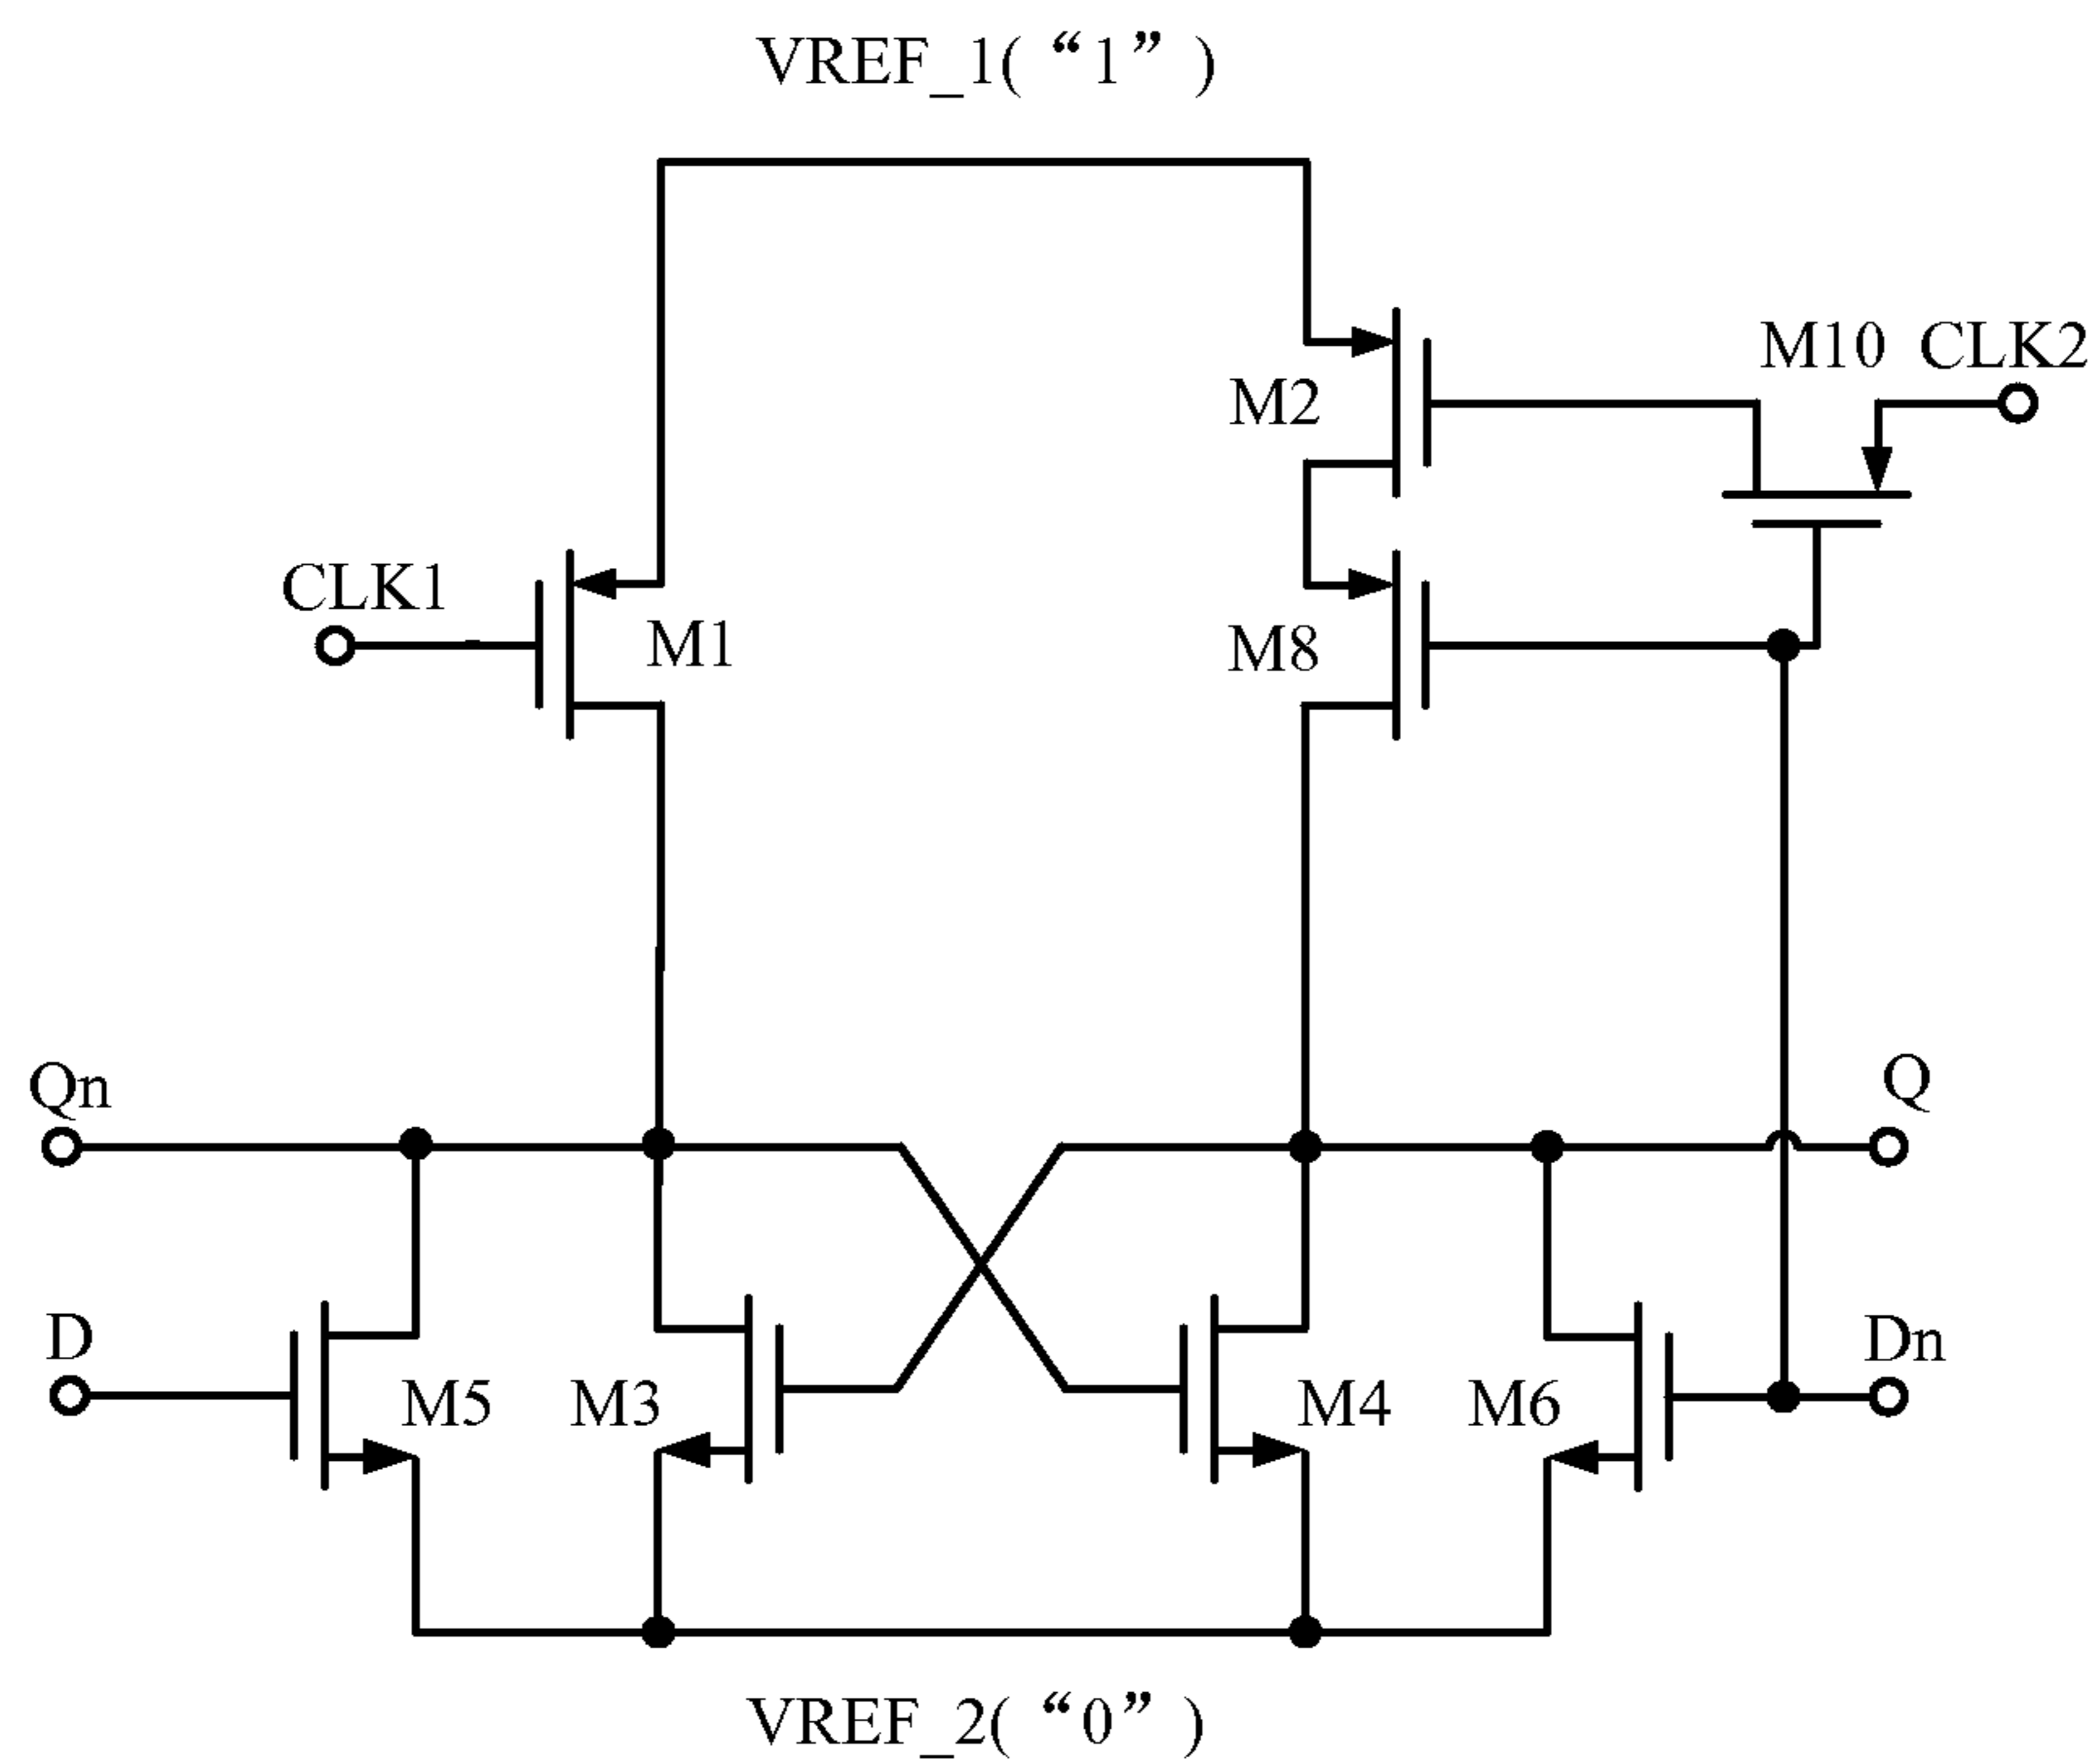 VREF_1(“1”)
M10 CLK2
M2
CLK1
M1
M8
Qn
Q
D
Dn
M5
M3
M4
M6
VREF_2(“0”)